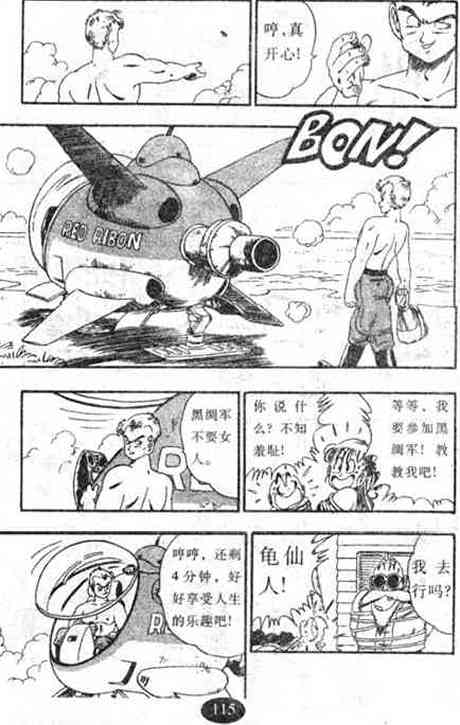 哼，真
开心！
BON!
RED RIBON
等等，我
要参加黑
绸军！教
教我吧！
你说什
么？不知
羞耻！
黑绸军
不要女
人。
R
我去
行吗？
龟仙
人！
哼哼，还剩
4分钟，好
好享受人生
的乐趣吧！
R
115